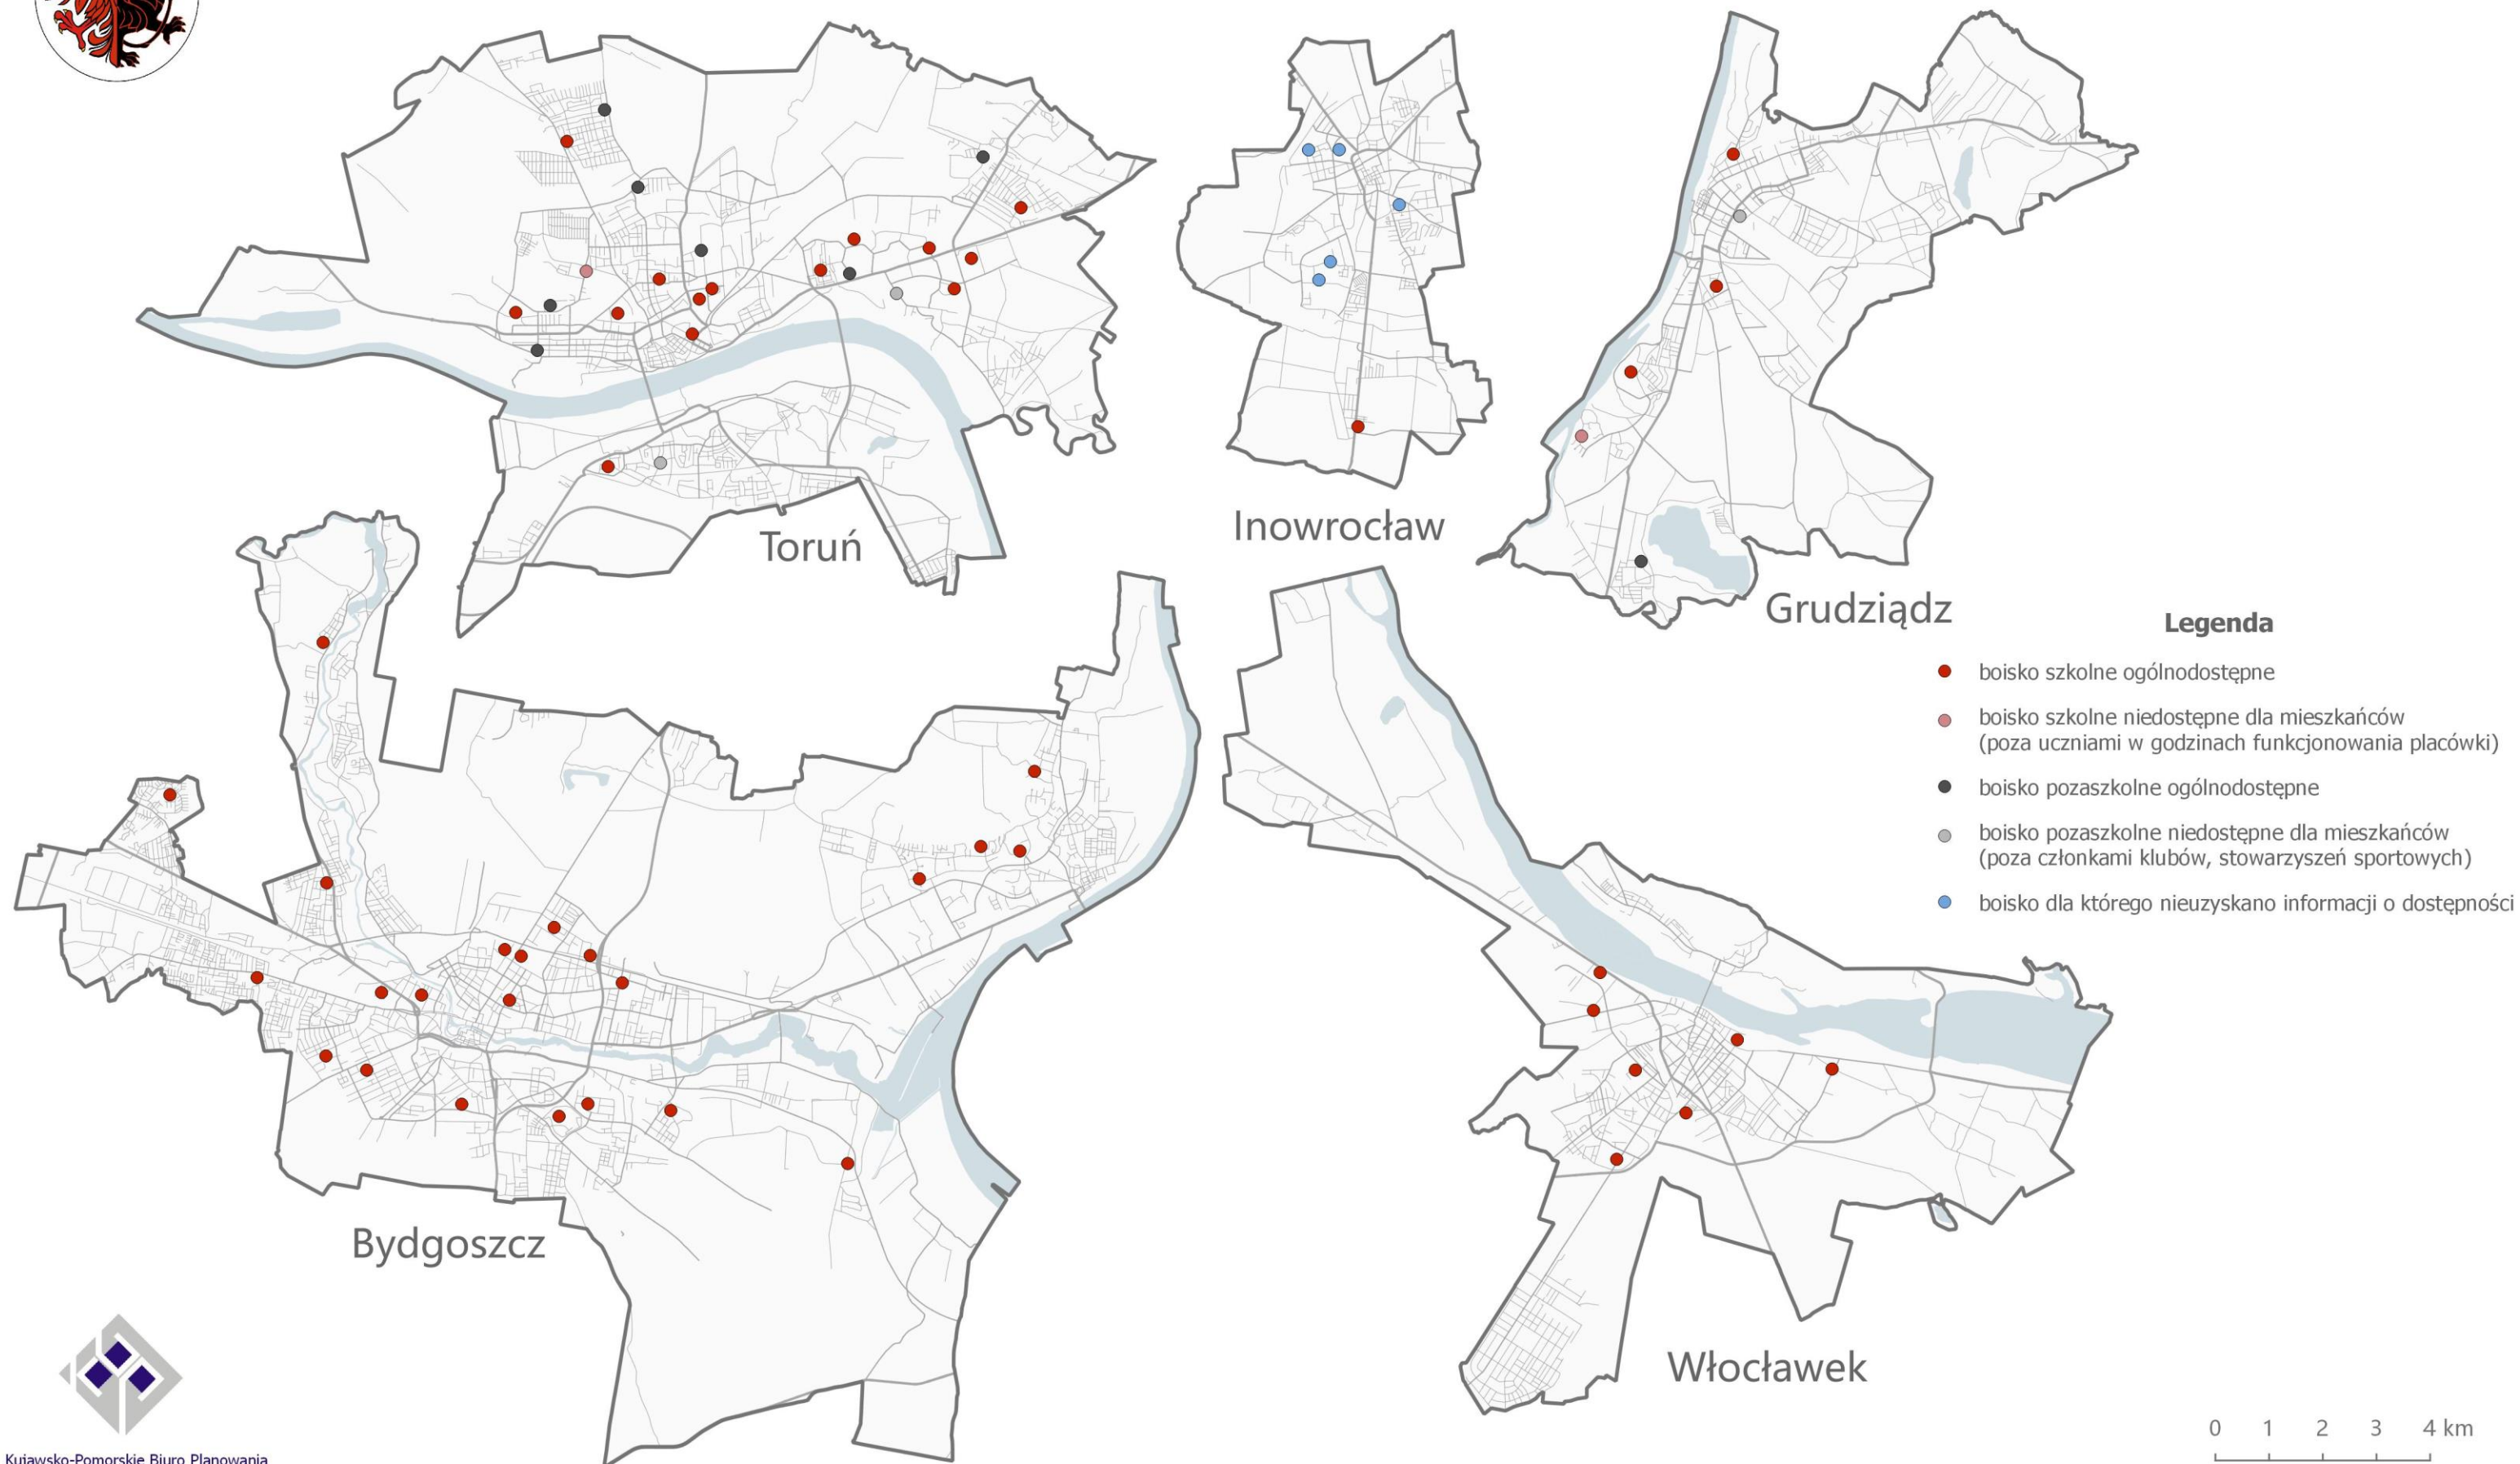 Toruń
Inowrocław
Grudziądz
Legenda
boisko szkolne ogólnodostępne
boisko szkolne niedostępne dla mieszkańców
(poza uczniami w godzinach funkcjonowania placówki)
boisko pozaszkolne ogólnodostępne
boisko pozaszkolne niedostępne dla mieszkańców
(poza członkami klubów, stowarzyszeń sportowych)
boisko dla którego nieuzyskano informacji o dostępności
Bydgoszcz
Włocławek
0 1 2 3 4 km
Kujawsko-Pomorskie Biuro Planowania